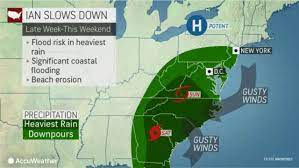 IAN SLOWS DOWN
Late Week-This Weekend
• Flood risk in heaviest rain
• Significant coastal flooding
• Beach erosion
PRECIPITATION
Heaviest Rain
Downpours
AccuWeather
H
POTENT
NEW YORK
D.C.
SUN
SAT
GUSTY WINDS
GUSTY WINDS